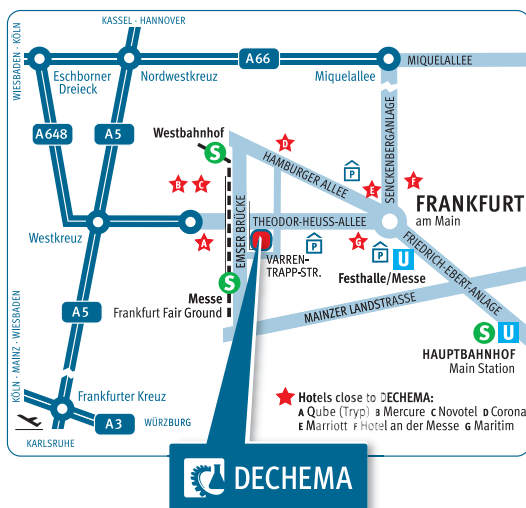 KASSEL - HANNOVER
WIESBADEN - KÖLN
A66
MIQUELALLEE
Eschborner
Dreieck
Nordwestkreuz
Miquelallee
A648
A5
Westbahnhof
S
D
HAMBURGER ALLEE
SENCKENBERGANLAGE
P
B
C
E
F
FRANKFURT
am Main
EMSER BRÜCKE
THEODOR-HEUSS-ALLEE
Westkreuz
A
G
P
P
U
VARREN-
TRAPP-STR.
Festhalle/Messe
FRIEDRICH-EBERT-ANLAGE
S
Messe
Frankfurt Fair Ground
MAINZER LANDSTRASSE
A5
KÖLN - MAINZ - WIESBADEN
S
U
HAUPTBAHNHOF
Main Station
Frankfurter Kreuz
A3
WÜRZBURG
KARLSRUHE
Hotels close to DECHEMA:
A Qube (Tryp) B Mercure C Novotel D Corona
E Marriott F Hotel an der Messe G Maritim
DECHEMA